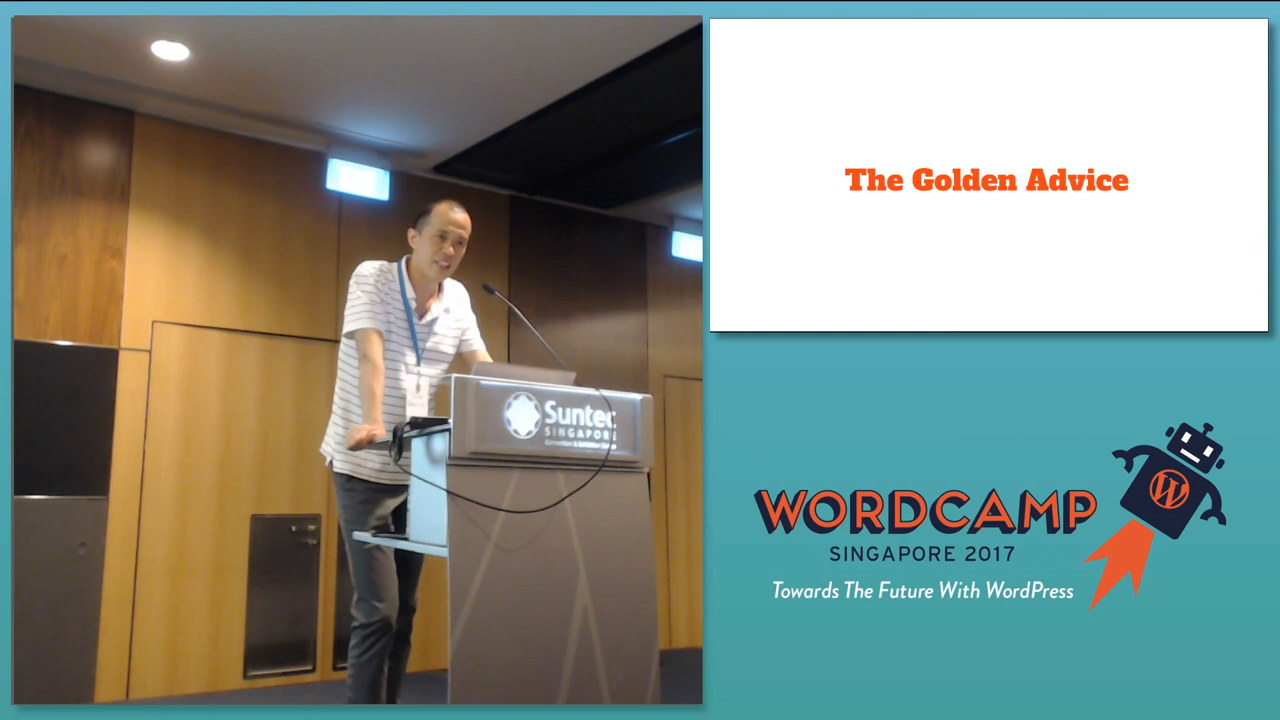 The Golden Advice
Suntec
SINGAPORE
WORDCAMP
SINGAPORE 2017
Towards The Future With WordPress